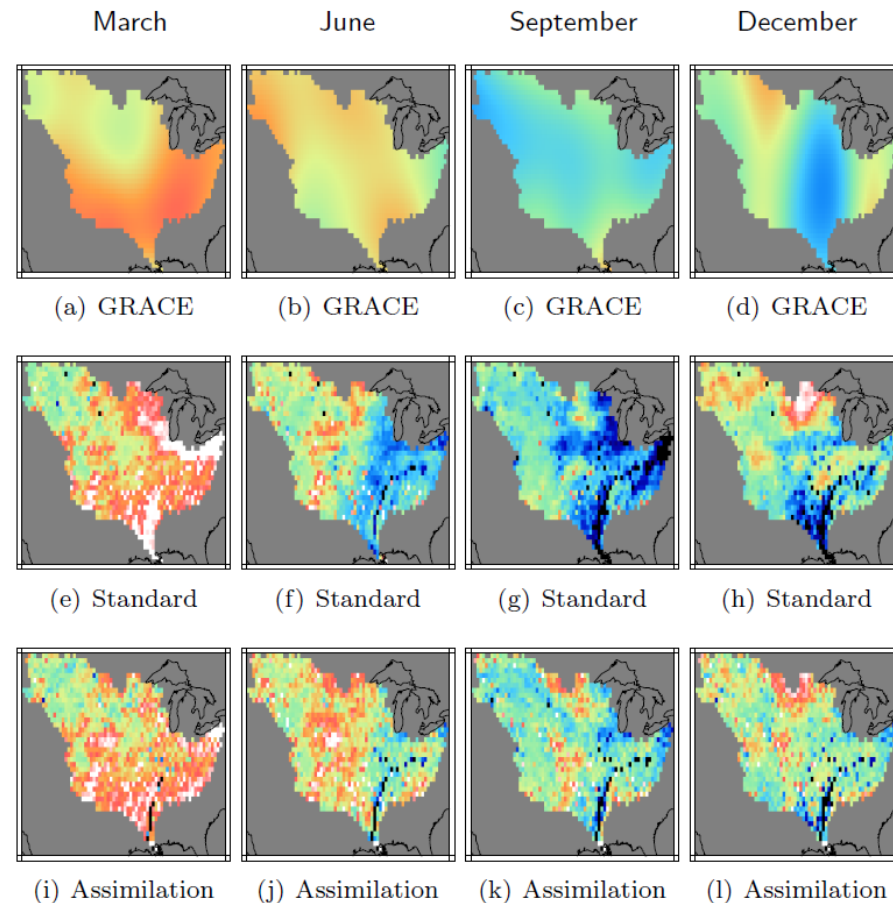 March June September December
(a) GRACE (b) GRACE (c) GRACE (d) GRACE
(e) Standard (f) Standard (g) Standard (h) Standard
(i) Assimilation (j) Assimilation (k) Assimilation (l) Assimilation